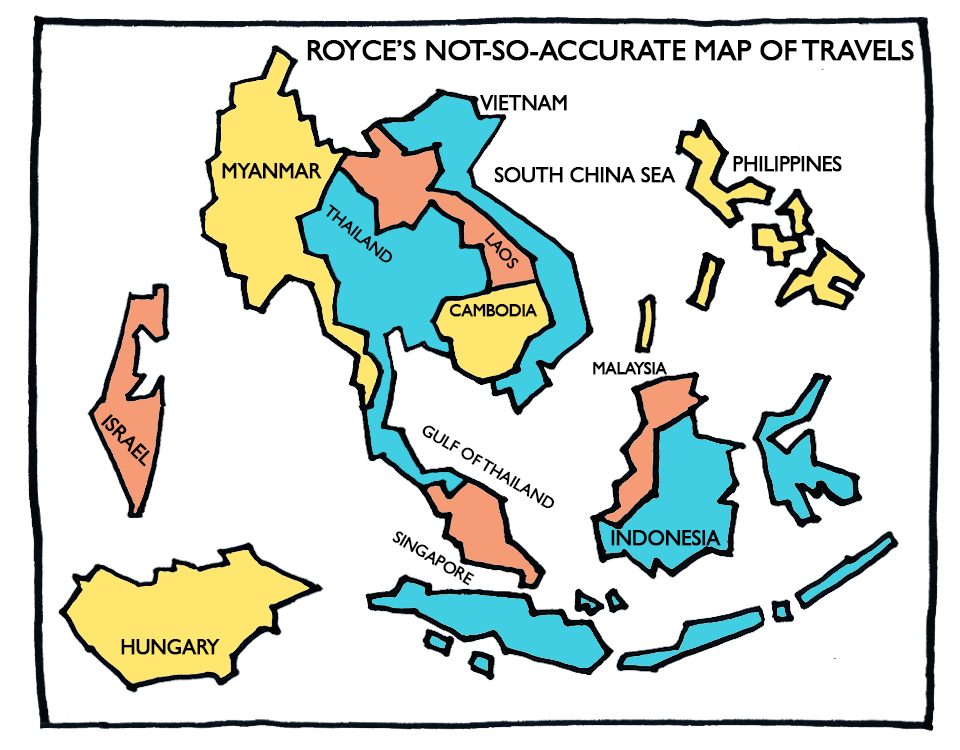 ROYCE'S NOT-SO-ACCURATE MAP OF TRAVELS
VIETNAM
MYANMAR
SOUTH CHINA SEA
PHILIPPINES
THAILAND
LAOS
CAMBODIA
MALAYSIA
ISRAEL
GULF OF THAILAND
INDONESIA
SINGAPORE
HUNGARY